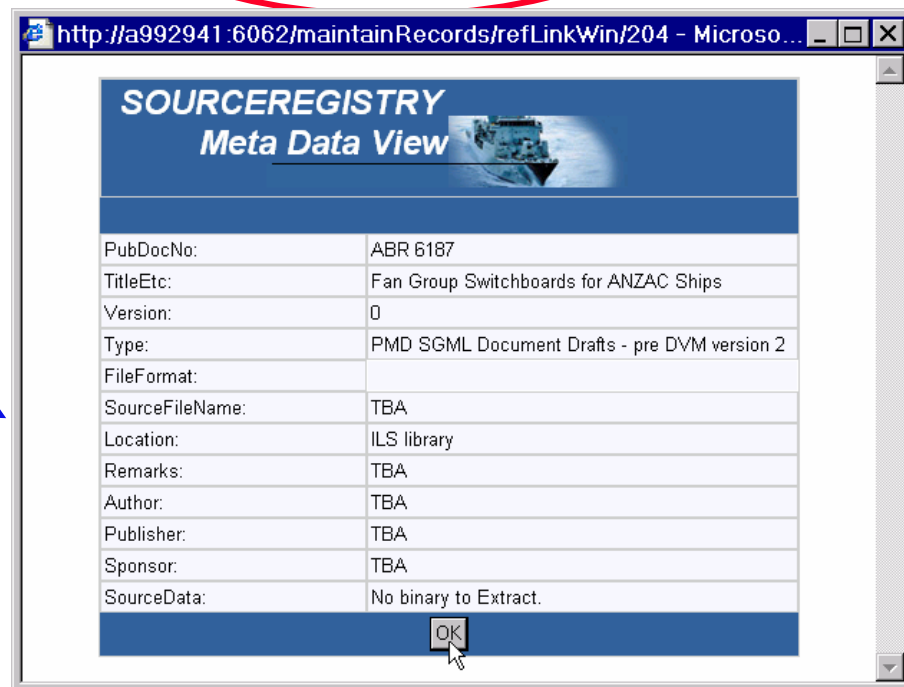 http://a992941:6062/maintainRecords/refLinkWin/204 - Microso...
SOURCEREGISTRY
Meta Data View
PubDocNo: ABR 6187
TitleEtc: Fan Group Switchboards for ANZAC Ships
Version: 0
Type: PMD SGML Document Drafts - pre DVM version 2
FileFormat:
SourceFileName: TBA
Location: ILS library
Remarks: TBA
Author: TBA
Publisher: TBA
Sponsor: TBA
SourceData: No binary to Extract.
OK